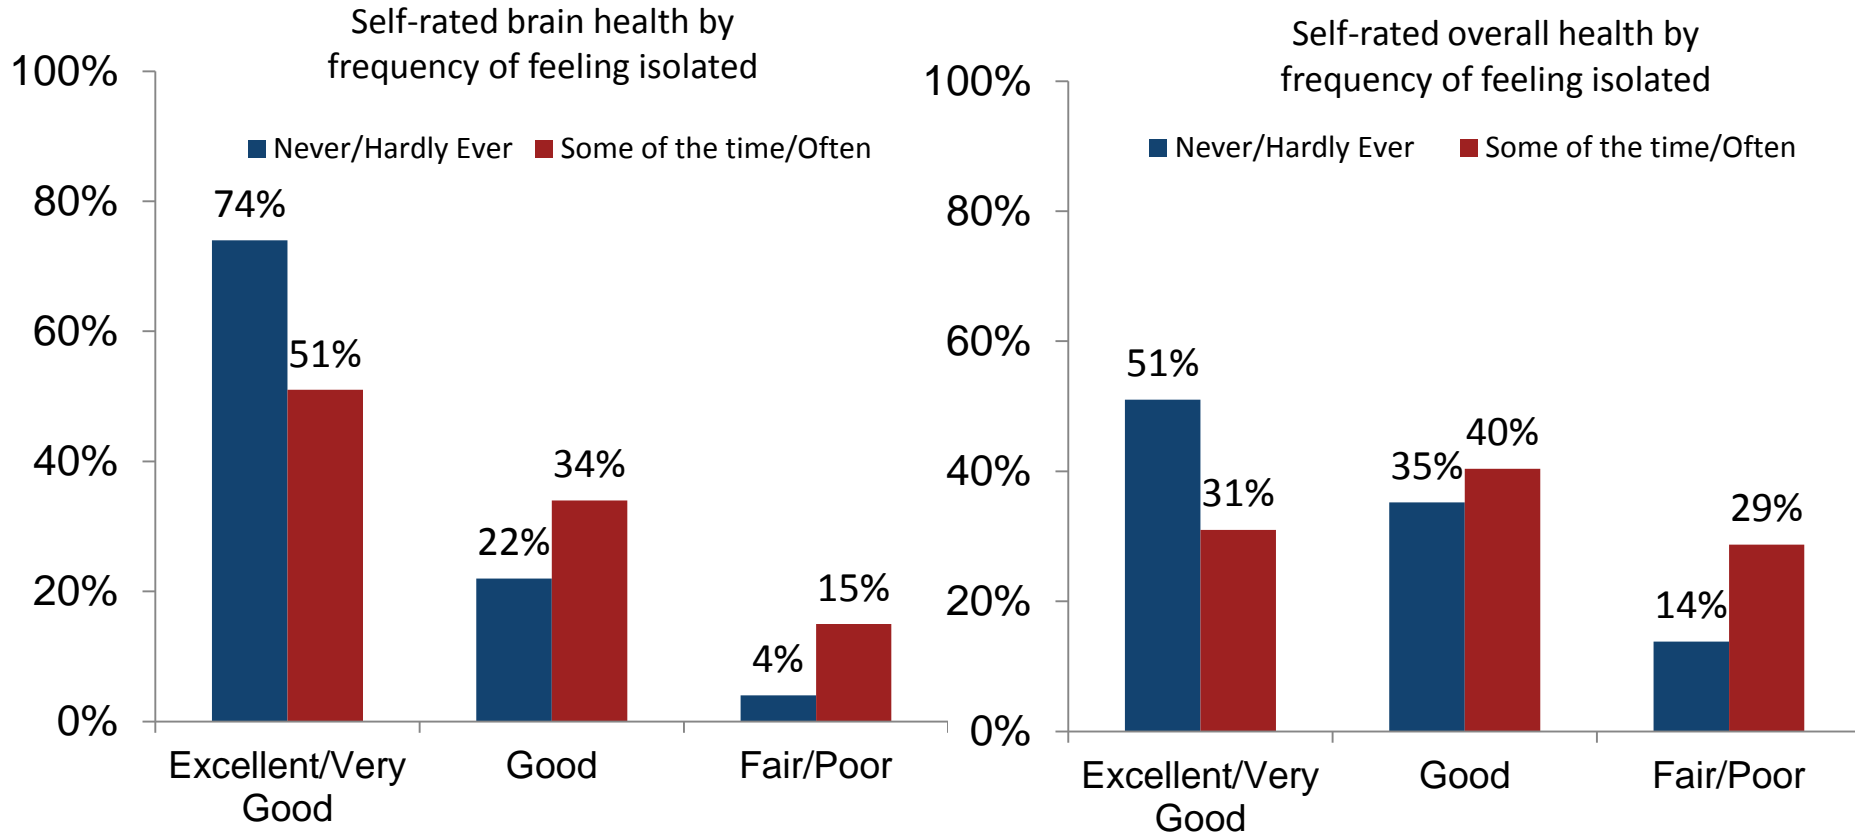 Self-rated brain health by
frequency of feeling isolated
Never/Hardly Ever Some of the time/Often
100%
80%
60%
40%
20%
0%
74%
51%
22%
34%
4%
15%
Excellent/Very
Good
Good
Fair/Poor
Self-rated overall health by
frequency of feeling isolated
Never/Hardly Ever Some of the time/Often
100%
80%
60%
40%
20%
0%
51%
31%
35%
40%
14%
29%
Excellent/Very
Good
Good
Fair/Poor